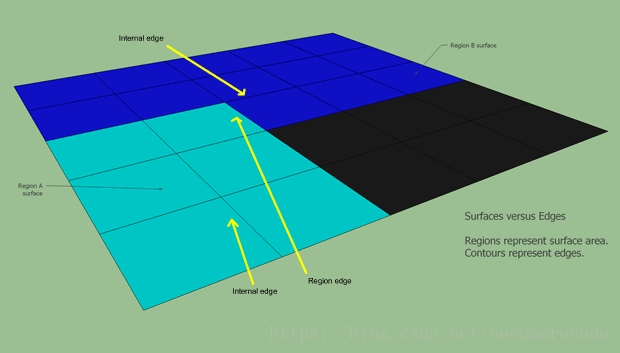 Internal edge
Region B surface
Region A
surface
Surfaces versus Edges
Regions represent surface area.
Contours represent edges.
Region edge
Internal edge
https://blog.csdn.net/needmorecode